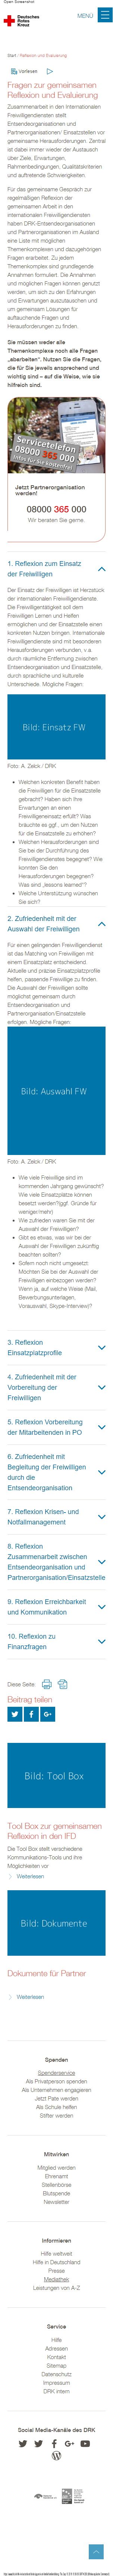 Open Screenshot
Deutsches
Rotes
Kreuz
MENÜ
Start / Reflexion und Evaluierung
Vorlesen
Fragen zur gemeinsamen
Reflexion und Evaluierung
Zusammenarbeit in den Internationalen
Freiwilligendiensten heißt
Entsendeorganisationen und
Partnerorganisationen/ Einsatzstellen vor
unterschiedliche Herausforderungen. Zentral
ist dabei immer wieder der Austausch
über Ziele, Erwartungen,
Rahmenbedingungen, Qualitätskriterien
und auftretende Schwierigkeiten.
Für das gemeinsame Gespräch zur
regelmäßigen Reflexion der
gemeinsamen Arbeit in den
internationalen Freiwilligendiensten
haben DRK-Entsendeorganisationen
und Partnerorganisationen eine Liste
mit möglichen
Themenkomplexen und dazugehörigen
Fragen erarbeitet. Zu jedem
Themenkomplex sind grundlegende
Annahmen formuliert. Die Annahmen
und möglichen Fragen können genutzt
werden, um sich zu den Erfahrungen
und Erwartungen auszutauschen und
um gemeinsam Lösungen für
auftauchende Fragen und
Herausforderungen zu finden.
Sie müssen weder alle
Themenkomplexe noch alle Fragen
„abarbeiten“. Nutzen Sie die Fragen,
die für Sie jeweils ansprechend und
wichtig sind – auf die Weise, wie sie
hilfreich sind.
Servicetelefon
Infos für Sie kostenfrei
Jetzt Partnerorganisation
werden!
08000 365 000
Wir beraten Sie gerne.
1. Reflexion zum Einsatz
der Freiwilligen
Der Einsatz der Freiwilligen ist Herzstück
der internationalen Freiwilligendienste.
Die Freiwilligentätigkeit soll dem
Freiwilligen Lernen und Helfen
ermöglichen und der Einsatzstelle einen
konkreten Nutzen bringen. Internationale
Freiwilligendienste sind mit besonderen
Herausforderungen verbunden, v.a.
durch die räumliche Entfernung zwischen
Entsendeorganisation und Einsatzstelle,
durch sprachliche und kulturelle
Unterschiede. Mögliche Fragen:
Bild: Einsatz FW
Foto: A. Zelck / DRK
Welchen konkreten Benefit haben
die Freiwilligen für die Einsatzstelle
gebracht? Haben sich Ihre
Erwartungen an einen
Freiwilligeneinsatz erfüllt? Was
bräuchte es ggf., um den Nutzen
für die Einsatzstelle zu erhöhen?
Welchen Herausforderungen sind
Sie bei der Durchführung des
Freiwilligendienstes begegnet? Wie
konnten Sie den
Herausforderungen begegnen?
Was sind „lessons learned“?
Welche Unterstützung wünschen
Sie sich?
2. Zufriedenheit mit der
Auswahl der Freiwilligen
Für einen gelingenden Freiwilligendienst
ist das Matching von Freiwilligem mit
einem Einsatzplatz entscheidend.
Aktuelle und präzise Einsatzplatzprofile
helfen, passende Freiwillige zu finden.
Die Auswahl der Freiwilligen sollte
möglichst gemeinsam durch
Entsendeorganisation und
Partnerorganisation/Einsatzstelle
erfolgen. Mögliche Fragen:
Bild: Auswahl FW
Foto: A. Zelck / DRK
Wie viele Freiwillige sind im
kommenden Jahrgang gewünscht?
Wie viele Einsatzplätze können
besetzt werden?(ggf. Gründe für
weniger/mehr)
Wie zufrieden waren Sie mit der
Auswahl der Freiwilligen?
Gibt es etwas, was wir bei der
Auswahl der Freiwilligen zukünftig
beachten sollten?
Sofern noch nicht umgesetzt:
Möchten Sie bei der Auswahl der
Freiwilligen einbezogen werden?
Wenn ja, auf welche Weise (Mail,
Bewerbungsunterlagen,
Vorauswahl, Skype-Interview)?
3. Reflexion
Einsatzplatzprofile
4. Zufriedenheit mit der
Vorbereitung der
Freiwilligen
5. Reflexion Vorbereitung
der Mitarbeitenden in PO
6. Zufriedenheit mit
Begleitung der Freiwilligen
durch die
Entsendeorganisation
7. Reflexion Krisen- und
Notfallmanagement
8. Reflexion
Zusammenarbeit zwischen
Entsendeorganisation und
Partnerorganisation/Einsatzstelle
9. Reflexion Erreichbarkeit
und Kommunikation
10. Reflexion zu
Finanzfragen
Diese Seite:
Beitrag teilen
Bild: Tool Box
Tool Box zur gemeinsamen
Reflexion in den IFD
Die Tool Box stellt verschiedene
Kommunikations-Tools und ihre
Möglichkeiten vor.
Weiterlesen
Bild: Dokumente
Dokumente für Partner
Weiterlesen
Spenden
Spendenservice
Als Privatperson spenden
Als Unternehmen engagieren
Jetzt Pate werden
Als Schule helfen
Stifter werden
Mitwirken
Mitglied werden
Ehrenamt
Stellenbörse
Blutspende
Newsletter
Informieren
Hilfe weltweit
Hilfe in Deutschland
Presse
Mediathek
Leistungen von A-Z
Service
Hilfe
Adressen
Kontakt
Sitemap
Datenschutz
Impressum
DRK intern
Social Media-Kanäle des DRK